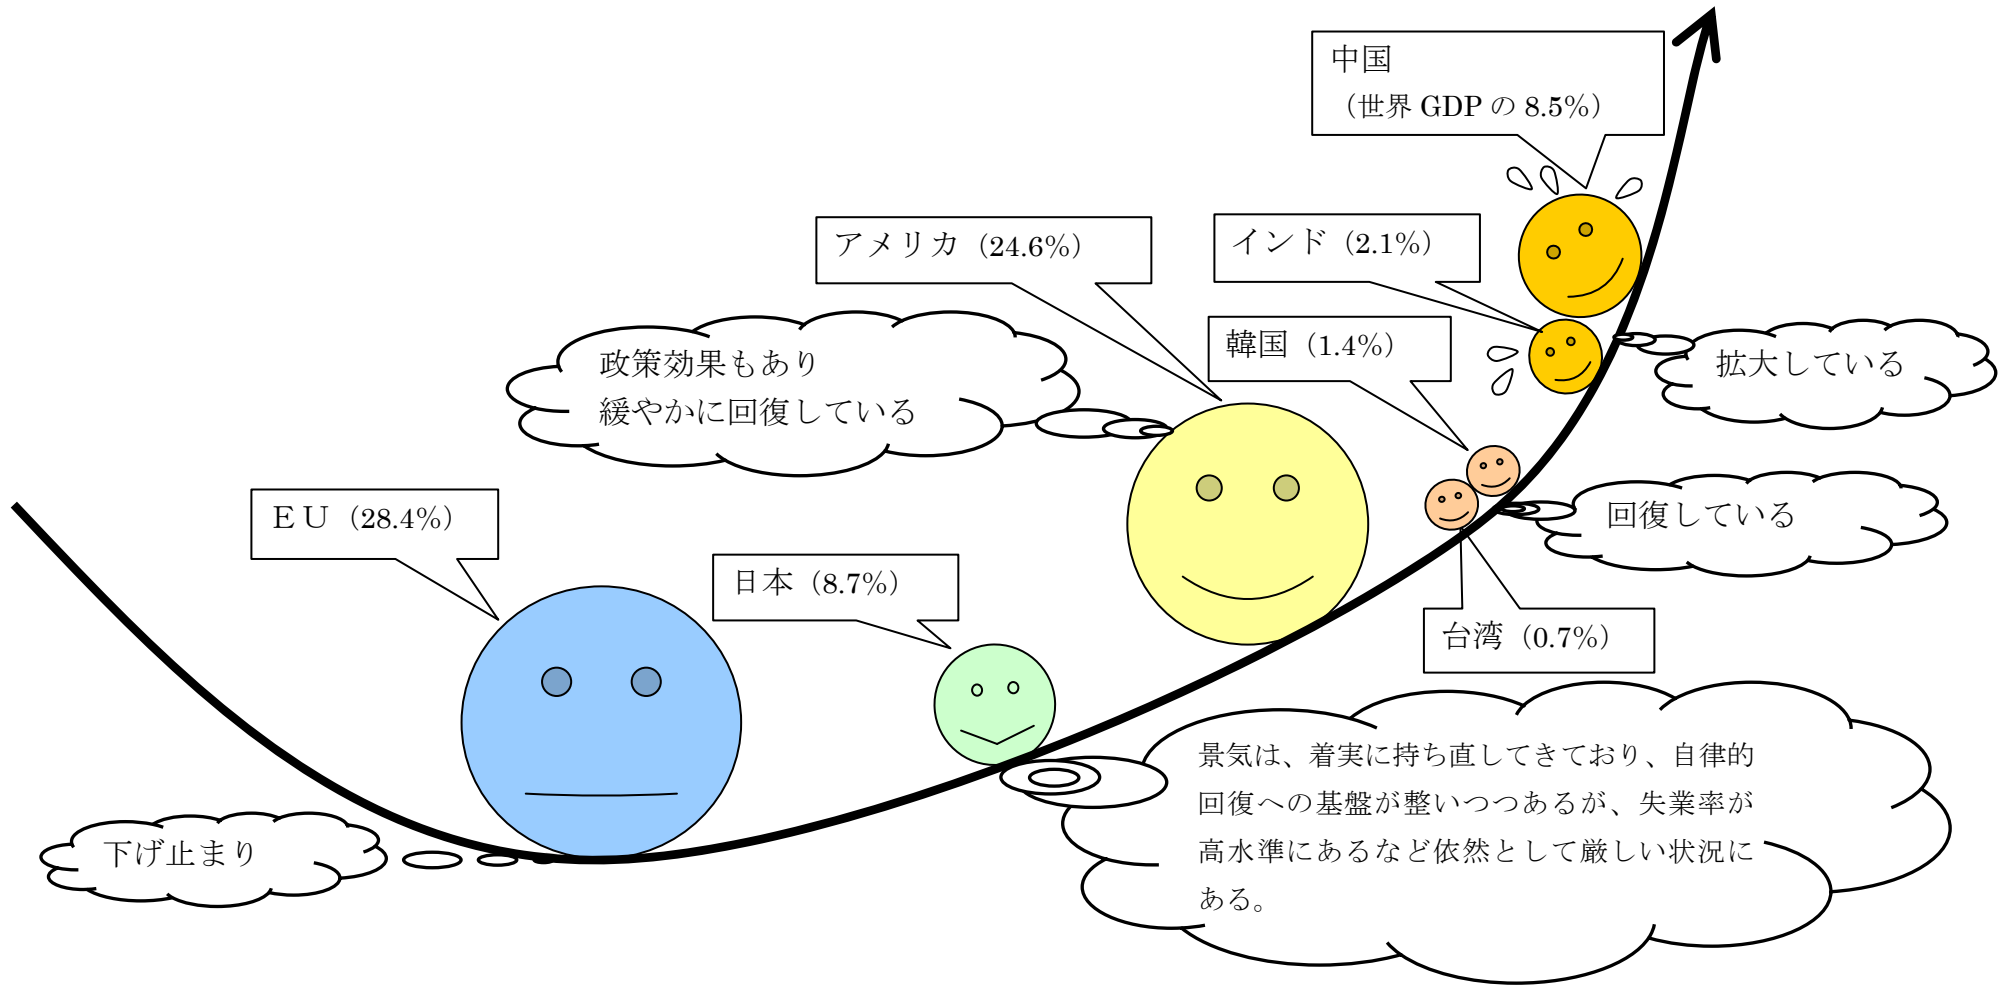 中国
（世界 GDP の 8.5%）
アメリカ（24.6%）
インド（2.1%）
韓国（1.4%）
政策効果もあり
緩やかに回復している
拡大している
ＥＵ（28.4%）
回復している
日本（8.7%）
台湾（0.7%）
景気は、着実に持ち直してきており、自律的
回復への基盤が整いつつあるが、失業率が
高水準にあるなど依然として厳しい状況に
ある。
下げ止まり